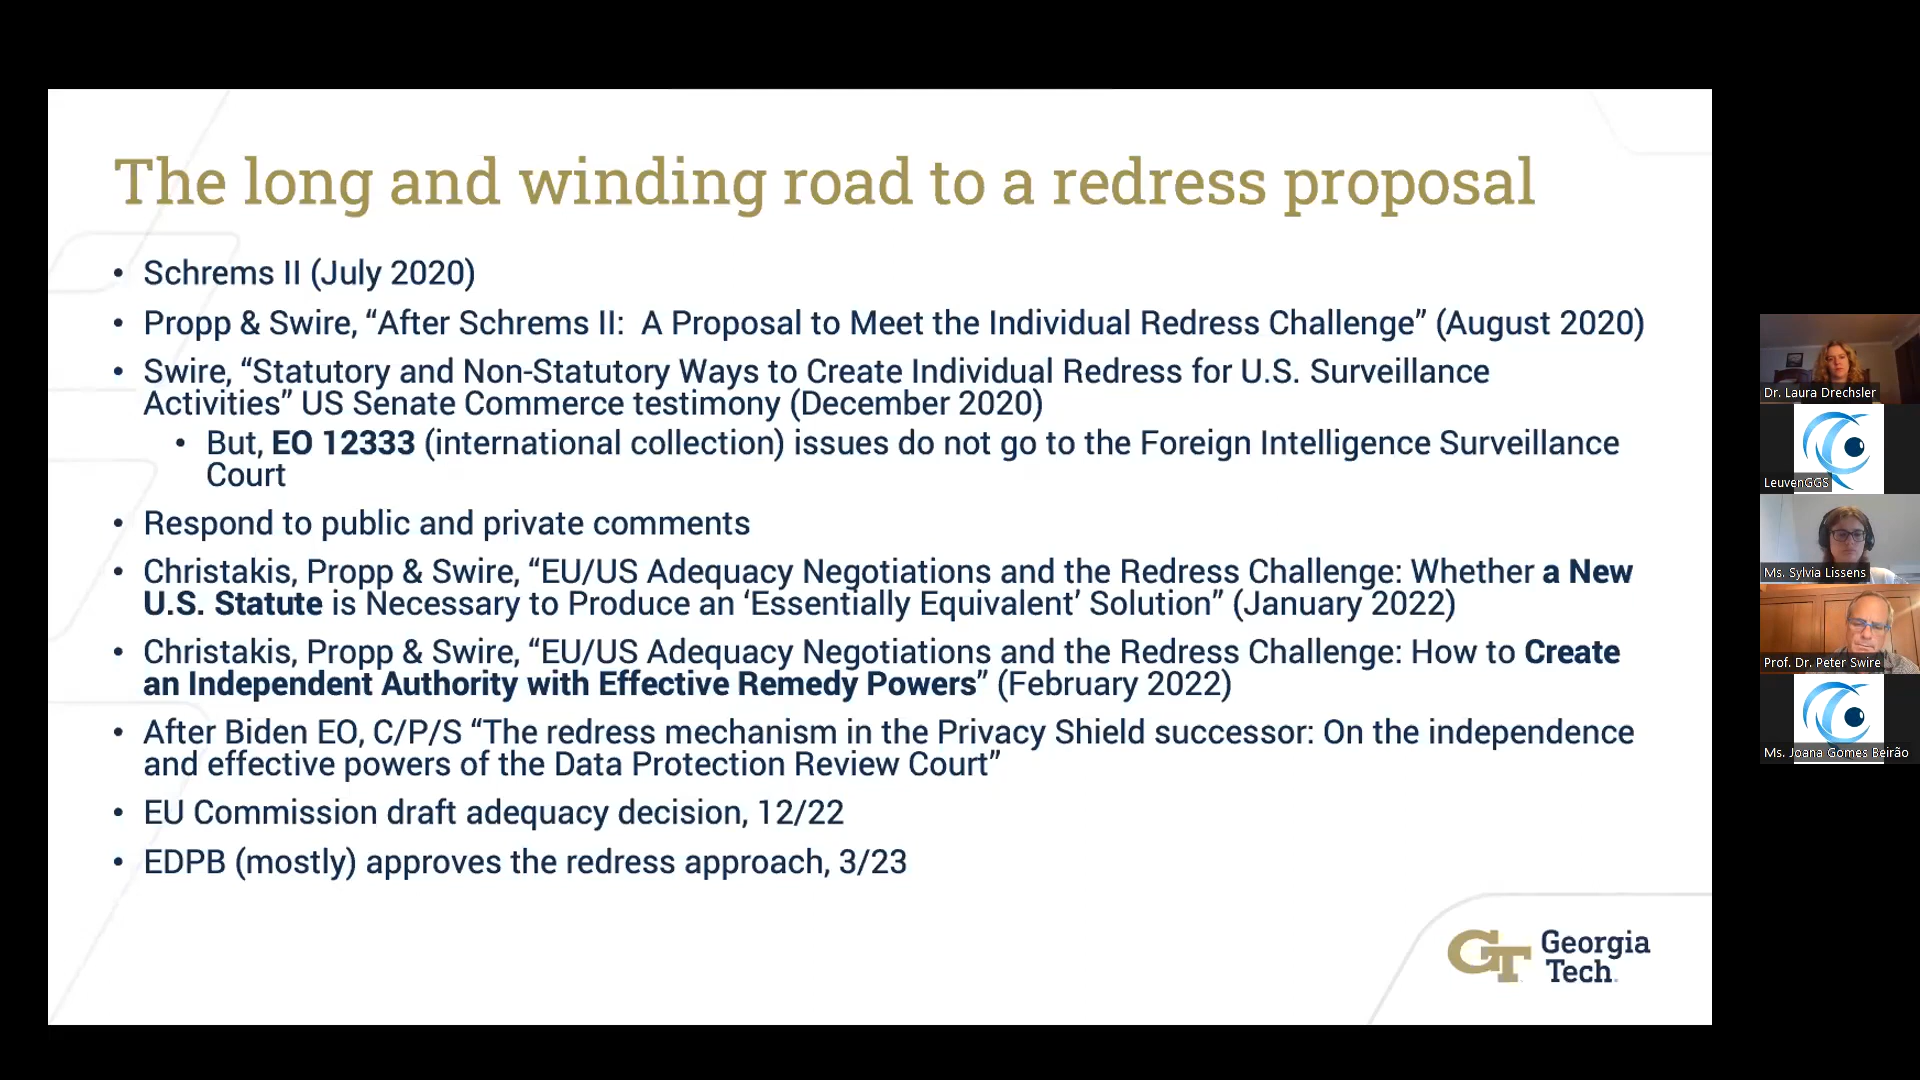 The long and winding road to a redress proposal
• Schrems II (July 2020)
• Propp & Swire, “After Schrems II:  A Proposal to Meet the Individual Redress Challenge” (August 2020)
• Swire, “Statutory and Non-Statutory Ways to Create Individual Redress for U.S. Surveillance
Activities” US Senate Commerce testimony (December 2020)
• But, EO 12333 (international collection) issues do not go to the Foreign Intelligence Surveillance
Court
• Respond to public and private comments
• Christakis, Propp & Swire, “EU/US Adequacy Negotiations and the Redress Challenge: Whether a New
U.S. Statute is Necessary to Produce an ‘Essentially Equivalent’ Solution” (January 2022)
• Christakis, Propp & Swire, “EU/US Adequacy Negotiations and the Redress Challenge: How to Create
an Independent Authority with Effective Remedy Powers” (February 2022)
• After Biden EO, C/P/S “The redress mechanism in the Privacy Shield successor: On the independence
and effective powers of the Data Protection Review Court”
• EU Commission draft adequacy decision, 12/22
• EDPB (mostly) approves the redress approach, 3/23
GT
Georgia
Tech
Dr. Laura Drechsler
LeuvenGGS
Ms. Sylvia Lissens
Prof. Dr. Peter Swire
Ms. Joana Gomes Beirão